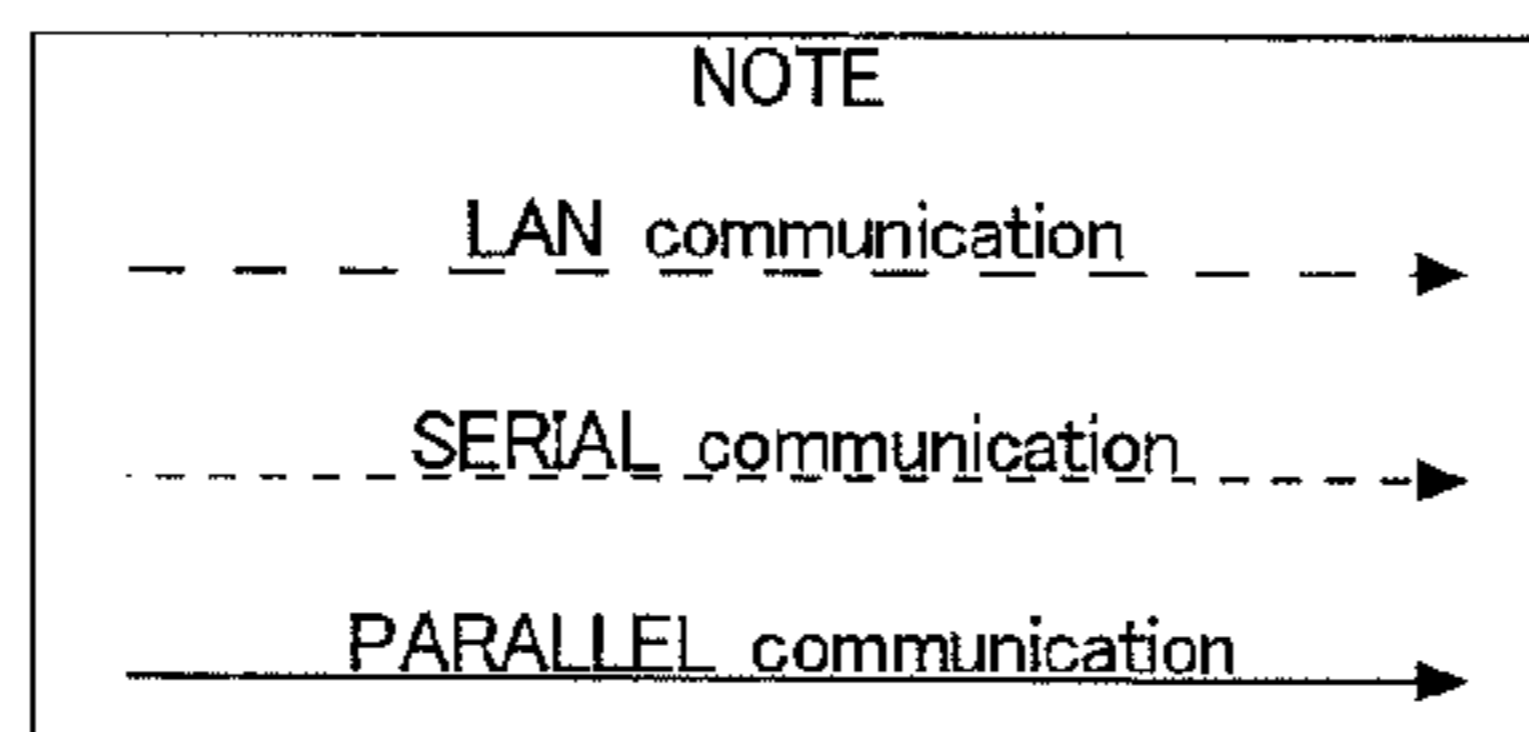 NOTE
LAN communication
SERIAL communication
PARALLEL communication